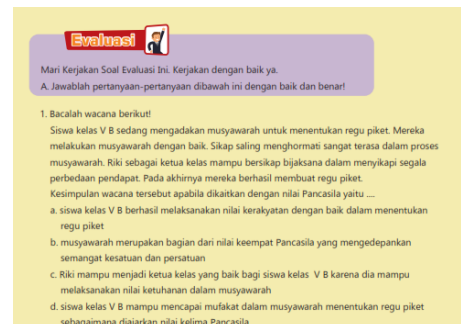 Evaluasi
Mari Kerjakan Soal Evaluasi Ini. Kerjakan dengan baik ya.
A. Jawablah pertanyaan-pertanyaan dibawah ini dengan baik dan benar!
1. Bacalah wacana berikut!
Siswa kelas V B sedang mengadakan musyawarah untuk menentukan regu piket. Mereka
melakukan musyawarah dengan baik. Sikap saling menghormati sangat terasa dalam proses
musyawarah. Riki sebagai ketua kelas mampu bersikap bijaksana dalam menyikapi segala
perbedaan pendapat. Pada akhirnya mereka berhasil membuat regu piket.
Kesimpulan wacana tersebut apabila dikaitkan dengan nilai Pancasila yaitu ....
a. siswa kelas V B berhasil melaksanakan nilai kerakyatan dengan baik dalam menentukan
regu piket
b. musyawarah merupakan bagian dari nilai keempat Pancasila yang mengedepankan
semangat kesatuan dan persatuan
c. Riki mampu menjadi ketua kelas yang baik bagi siswa kelas V B karena dia mampu
melaksanakan nilai ketuhanan dalam musyawarah
d. siswa kelas V B mampu mencapai mufakat dalam musyawarah menentukan regu piket
sebagaimana diajarkan nilai kelima Pancasila